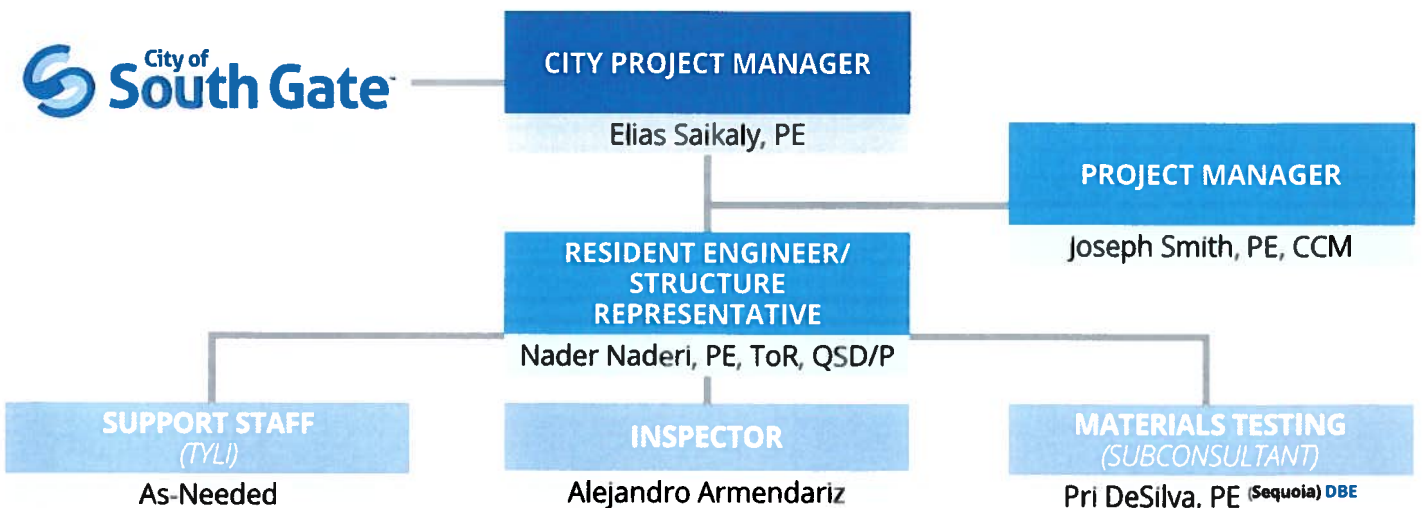 City of
South Gate™
CITY PROJECT MANAGER
Elias Saikaly, PE
PROJECT MANAGER
Joseph Smith, PE, CCM
RESIDENT ENGINEER/
STRUCTURE
REPRESENTATIVE
Nader Naderi, PE, ToR, QSD/P
SUPPORT STAFF
(TYLI)
As-Needed
INSPECTOR
Alejandro Armendariz
MATERIALS TESTING
(SUBCONSULTANT)
Pri DeSilva, PE (Sequoia) DBE